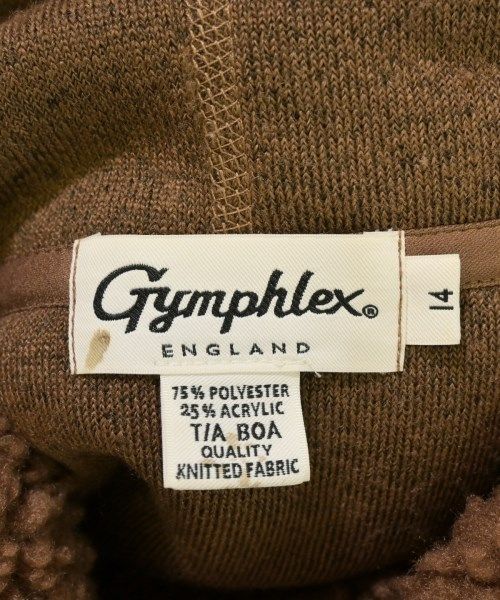 Gymphlex®
ENGLAND
14
75% POLYESTER
25% ACRYLIC
T/A BOA
QUALITY
KNITTED FABRIC